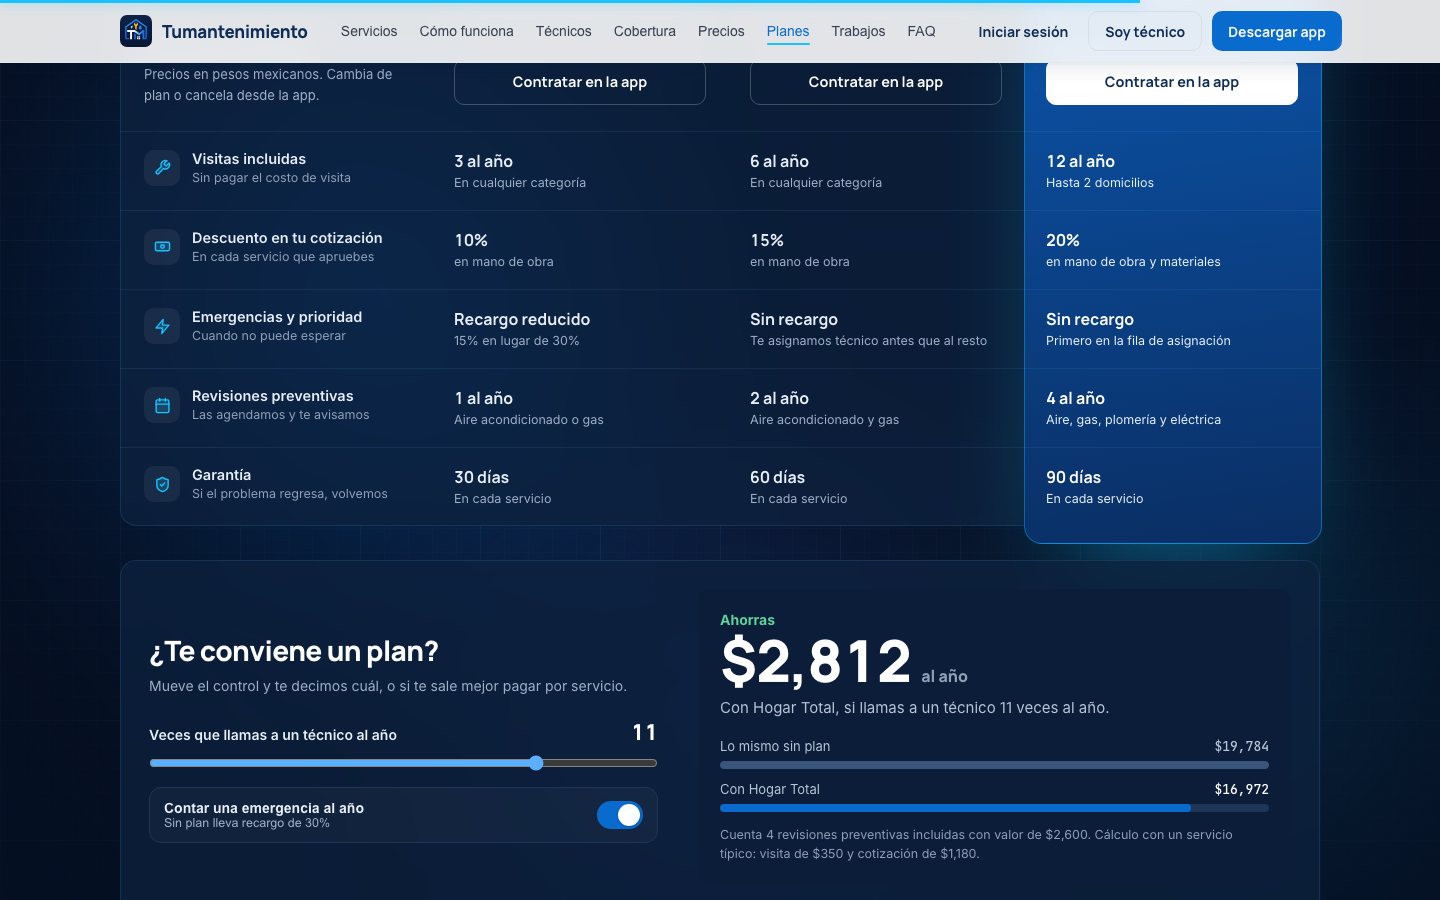 Tumantenimiento
Servicios
Cómo funciona
Técnicos
Cobertura
Precios
Planes
Trabajos
FAQ
Iniciar sesión
Soy técnico
Descargar app
Precios en pesos mexicanos. Cambia de
plan o cancela desde la app.
Contratar en la app
Contratar en la app
Contratar en la app
Visitas incluidas
Sin pagar el costo de visita
3 al año
En cualquier categoría
6 al año
En cualquier categoría
12 al año
Hasta 2 domicilios
Descuento en tu cotización
En cada servicio que apruebes
10%
en mano de obra
15%
en mano de obra
20%
en mano de obra y materiales
Emergencias y prioridad
Cuando no puede esperar
Recargo reducido
15% en lugar de 30%
Sin recargo
Te asignamos técnico antes que al resto
Sin recargo
Primero en la fila de asignación
Revisiones preventivas
Las agendamos y te avisamos
1 al año
Aire acondicionado o gas
2 al año
Aire acondicionado y gas
4 al año
Aire, gas, plomería y eléctrica
Garantía
Si el problema regresa, volvemos
30 días
En cada servicio
60 días
En cada servicio
90 días
En cada servicio
¿Te conviene un plan?
Mueve el control y te decimos cuál, o si te sale mejor pagar por servicio.
Veces que llamas a un técnico al año
11
Contar una emergencia al año
Sin plan lleva recargo de 30%
Ahorras
$2,812 al año
Con Hogar Total, si llamas a un técnico 11 veces al año.
Lo mismo sin plan
$19,784
Con Hogar Total
$16,972
Cuenta 4 revisiones preventivas incluidas con valor de $2,600. Cálculo con un servicio
típico: visita de $350 y cotización de $1,180.